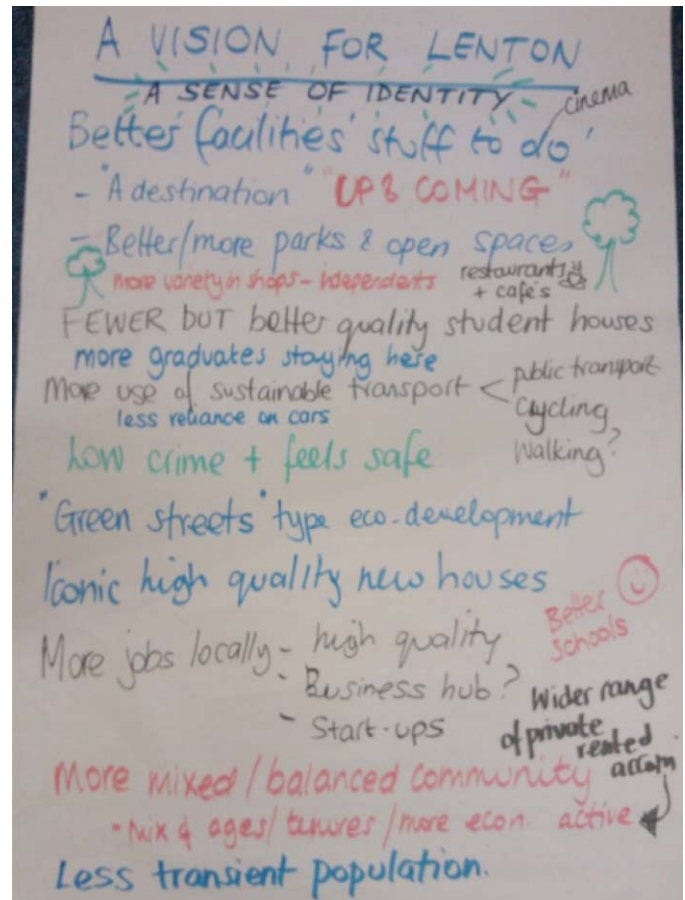 A VISION FOR LENTON
A SENSE OF IDENTITY
cinema
Better facilities 'stuff to do'
- "A destination" "UP & COMING"
- Better/more parks & open spaces
more variety in shops - independents
restaurants
+ cafés
FEWER BUT better quality student houses
more graduates staying here
More use of sustainable transport < public transport
less reliance on cars
Cycling
Walking?
Low crime + feels safe
"Green streets" type eco-development
Iconic high quality new houses
Better
Schools
More jobs locally - high quality
- Business hub?
- Start-ups
Wider range
of private
rented
accom
More mixed/balanced community
- Mix of ages/tenures/more econ. active
Less transient population.